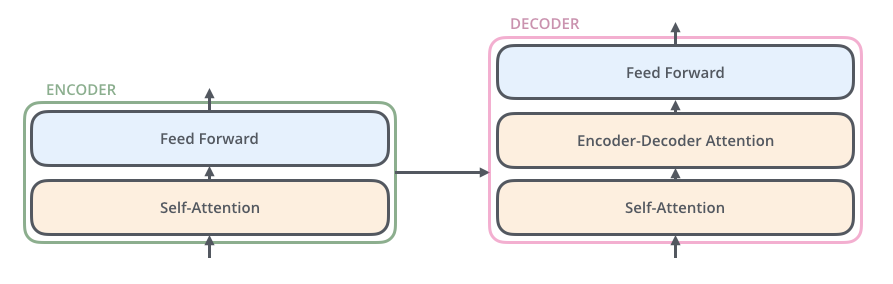 ENCODER
Feed Forward
Self-Attention
DECODER
Feed Forward
Encoder-Decoder Attention
Self-Attention